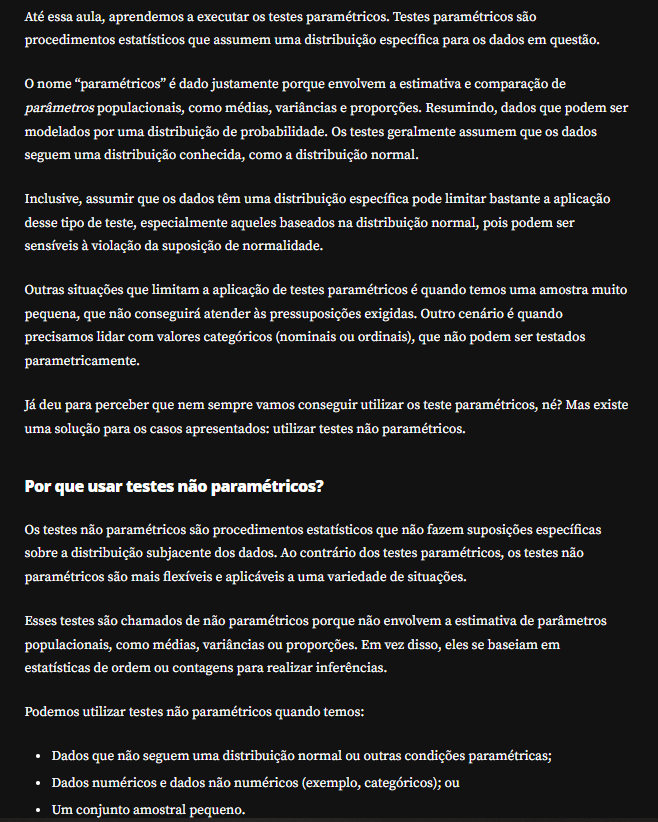 Até essa aula, aprendemos a executar os testes paramétricos. Testes paramétricos são
procedimentos estatísticos que assumem uma distribuição específica para os dados em questão.
O nome “paramétricos” é dado justamente porque envolvem a estimativa e comparação de
parâmetros populacionais, como médias, variâncias e proporções. Resumindo, dados que podem ser
modelados por uma distribuição de probabilidade. Os testes geralmente assumem que os dados
seguem uma distribuição conhecida, como a distribuição normal.
Inclusive, assumir que os dados têm uma distribuição específica pode limitar bastante a aplicação
desse tipo de teste, especialmente aqueles baseados na distribuição normal, pois podem ser
sensíveis à violação da suposição de normalidade.
Outras situações que limitam a aplicação de testes paramétricos é quando temos uma amostra muito
pequena, que não conseguirá atender às pressuposições exigidas. Outro cenário é quando
precisamos lidar com valores categóricos (nominais ou ordinais), que não podem ser testados
parametricamente.
Já deu para perceber que nem sempre vamos conseguir utilizar os teste paramétricos, né? Mas existe
uma solução para os casos apresentados: utilizar testes não paramétricos.
Por que usar testes não paramétricos?
Os testes não paramétricos são procedimentos estatísticos que não fazem suposições específicas
sobre a distribuição subjacente dos dados. Ao contrário dos testes paramétricos, os testes não
paramétricos são mais flexíveis e aplicáveis a uma variedade de situações.
Esses testes são chamados de não paramétricos porque não envolvem a estimativa de parâmetros
populacionais, como médias, variâncias ou proporções. Em vez disso, eles se baseiam em
estatísticas de ordem ou contagens para realizar inferências.
Podemos utilizar testes não paramétricos quando temos:
• Dados que não seguem uma distribuição normal ou outras condições paramétricas;
• Dados numéricos e dados não numéricos (exemplo, categóricos); ou
• Um conjunto amostral pequeno.